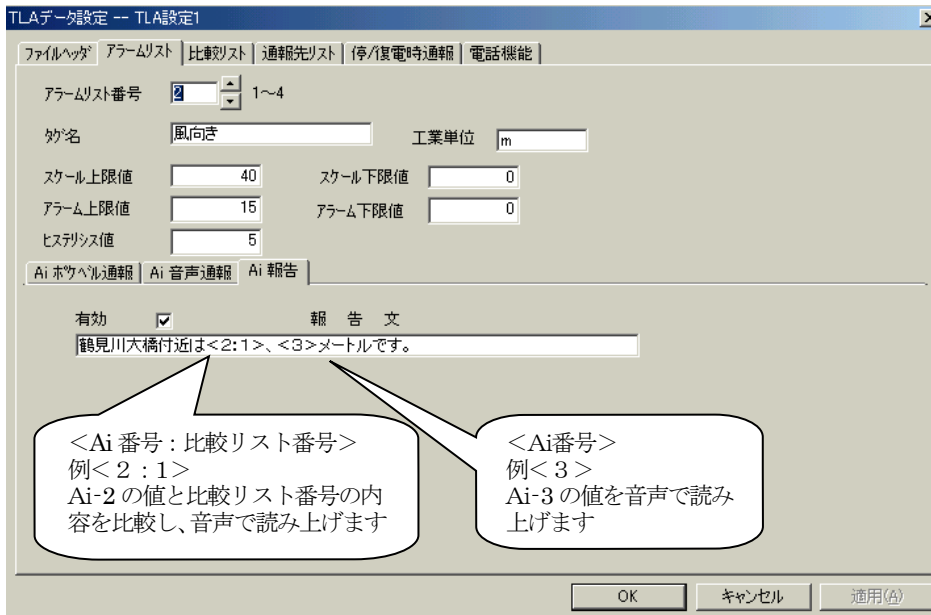 TLAデータ設定 -- TLA設定1
ファイルヘッダ アラームリスト 比較リスト 通報先リスト 停/復電時通報 電話機能
アラームリスト番号 2 1～4
タグ名 風向き 工業単位 m
スケール上限値 40 スケール下限値 0
アラーム上限値 15 アラーム下限値 0
ヒステリシス値 5
Ai ポケベル通報 Ai 音声通報 Ai 報告
有効 報 告 文
鶴見川大橋付近は<2:1>、<3>メートルです。
＜Ai 番号：比較リスト番号＞
例＜２：１＞
Ai-2 の値と比較リスト番号の内
容を比較し、音声で読み上げます
＜Ai番号＞
例＜３＞
Ai-3 の値を音声で読み
上げます
OK キャンセル 適用(A)